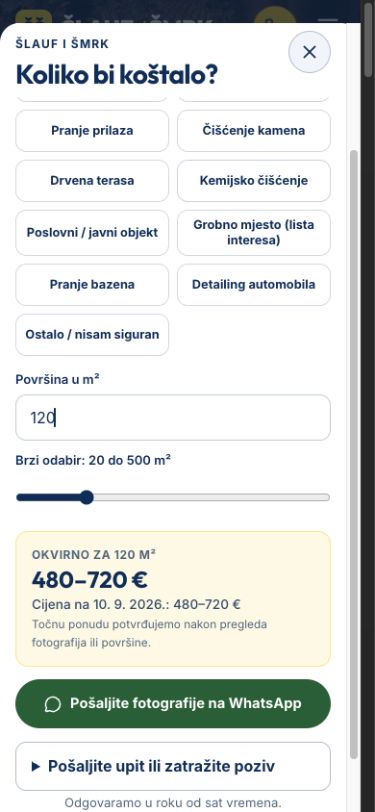 ŠLAUF I ŠMRK
Koliko bi koštalo?
Pranje prilaza
Čišćenje kamena
Drvena terasa
Kemijsko čišćenje
Poslovni / javni objekt
Grobno mjesto (lista
interesa)
Pranje bazena
Detailing automobila
Ostalo / nisam siguran
Površina u m²
120
Brzi odabir: 20 do 500 m²
OKVIRNO ZA 120 M²
480–720 €
Cijena na 10. 9. 2026.: 480–720 €
Točnu ponudu potvrđujemo nakon pregleda
fotografija ili površine.
Pošaljite fotografije na WhatsApp
Pošaljite upit ili zatražite poziv
Odgovaramo u roku od sat vremena.